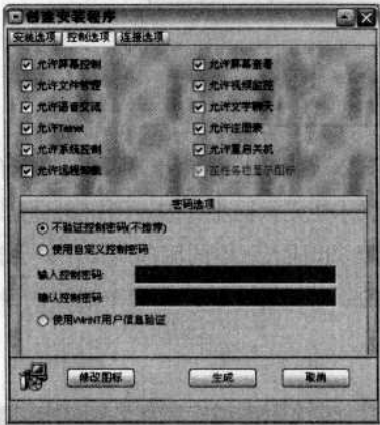 创建安装程序
安装选项 控制选项 连接选项
允许屏幕控制 允许屏幕查看
允许文件管理 允许视频监控
允许语音交流 允许文字聊天
允许Telnet 允许注册表
允许系统控制 允许重启关机
允许远程卸载 在任务栏显示图标
密码选项
不验证控制密码(不推荐)
使用自定义控制密码
输入控制密码:
确认控制密码:
使用WinNT用户信息验证
修改图标 生成 取消